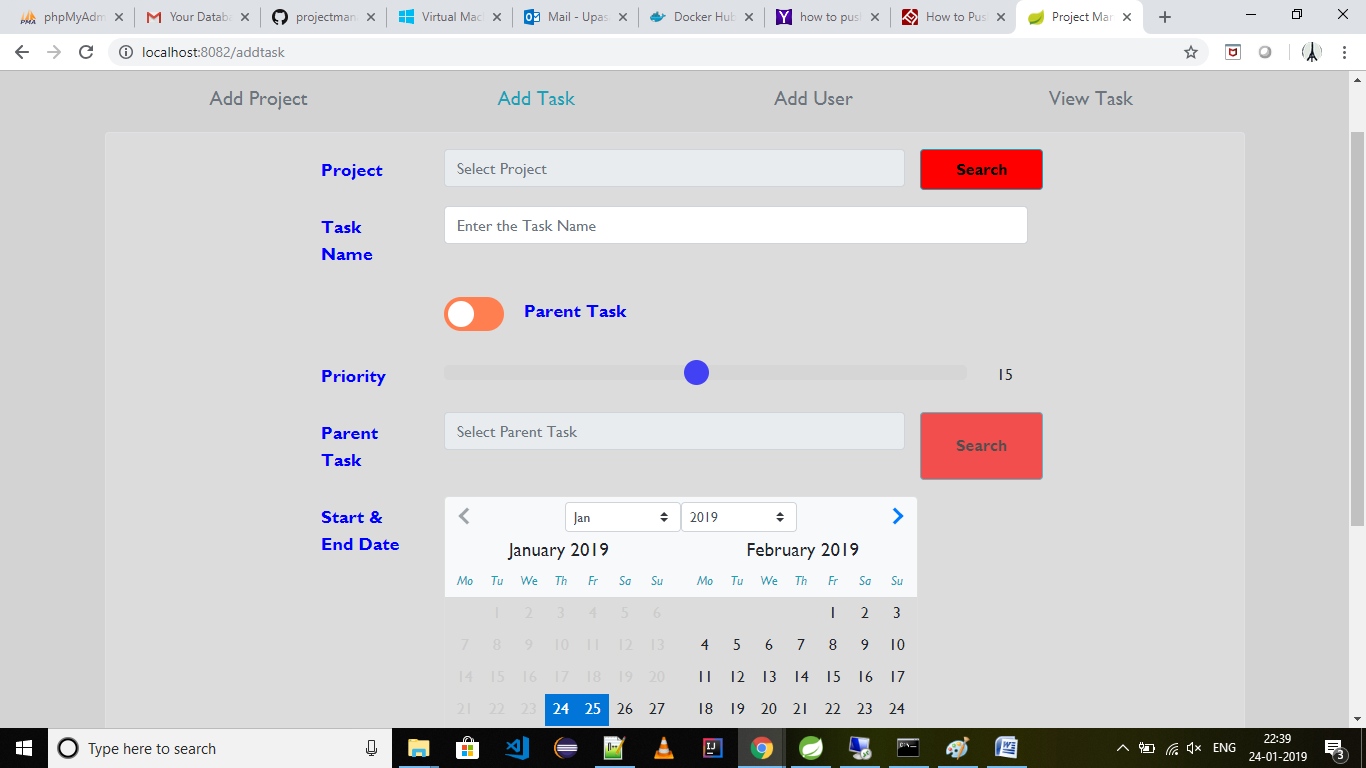 phpMyAdm
Your Databa
projectman
Virtual Mac
Mail - Upas
Docker Hub
how to push
How to Pus
Project Mar
localhost:8082/addtask
Add Project
Add Task
Add User
View Task
Project
Select Project
Search
Task
Name
Enter the Task Name
Parent Task
Priority
15
Parent
Task
Select Parent Task
Search
Start &
End Date
Jan
2019
January 2019
February 2019
Mo Tu We Th Fr Sa Su
Mo Tu We Th Fr Sa Su
1 2 3 4 5 6
1 2 3
7 8 9 10 11 12 13
4 5 6 7 8 9 10
14 15 16 17 18 19 20
11 12 13 14 15 16 17
21 22 23 24 25 26 27
18 19 20 21 22 23 24
Type here to search
ENG
22:39
24-01-2019
3